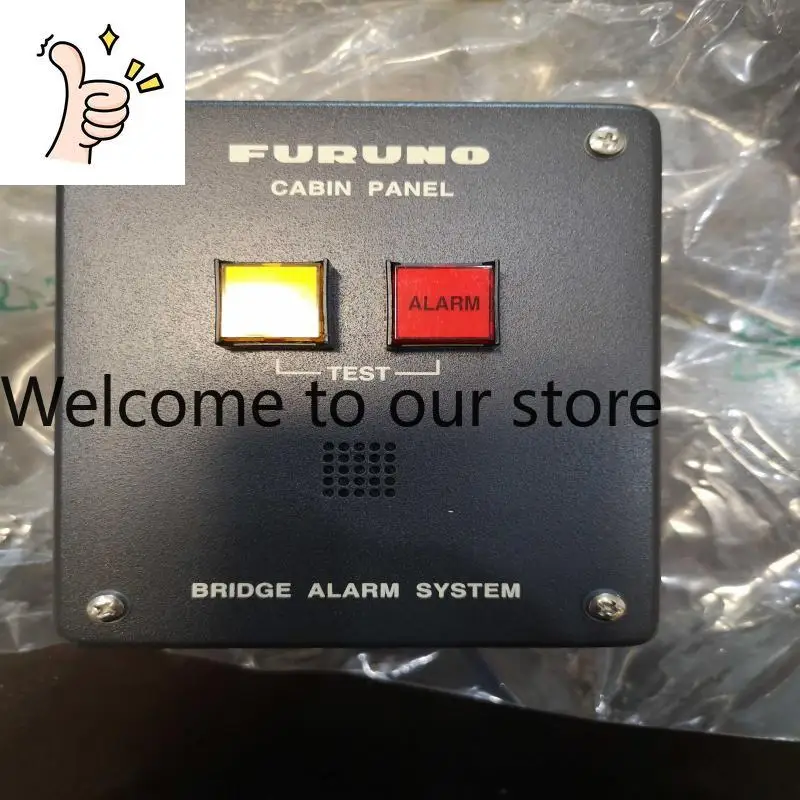 FURUNO
CABIN PANEL
ALARM
TEST
Welcome to our store
BRIDGE ALARM SYSTEM